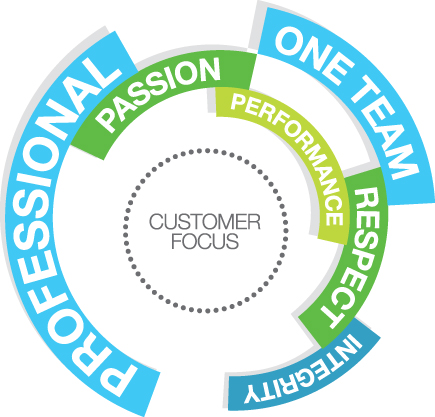 PROFESSIONAL
PASSION
ONE TEAM
PERFORMANCE
RESPECT
INTEGRITY
CUSTOMER
FOCUS